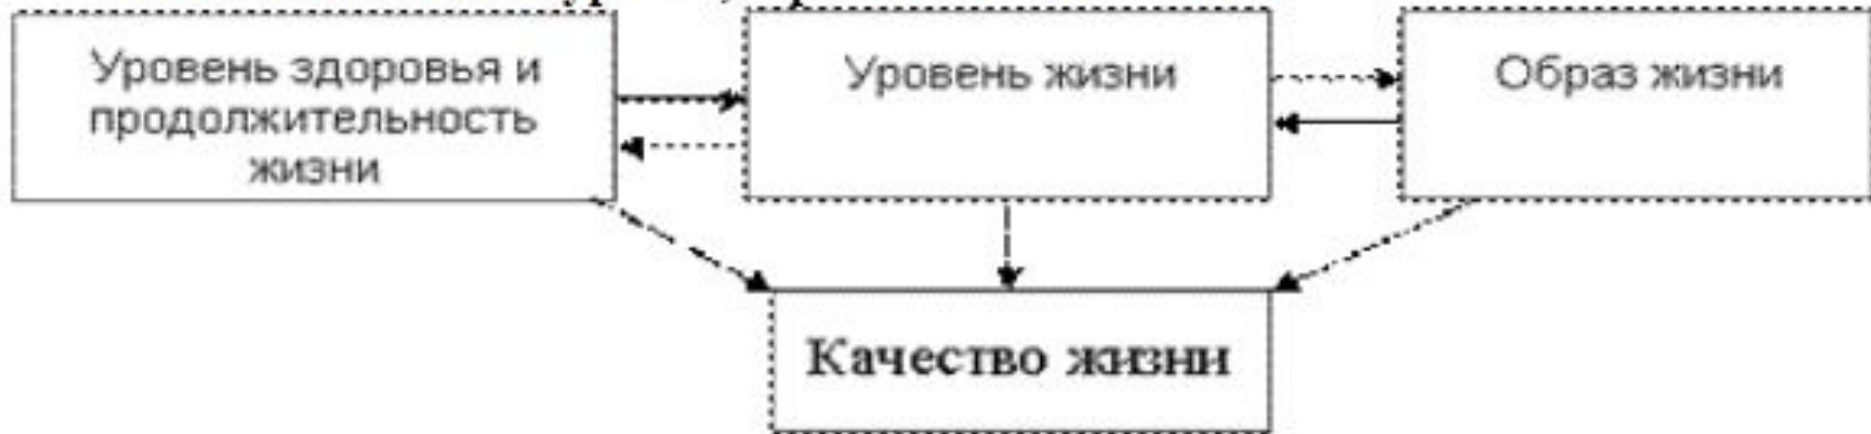 Уровень здоровья и
продолжительность
жизни
Уровень жизни
Образ жизни
Качество жизни